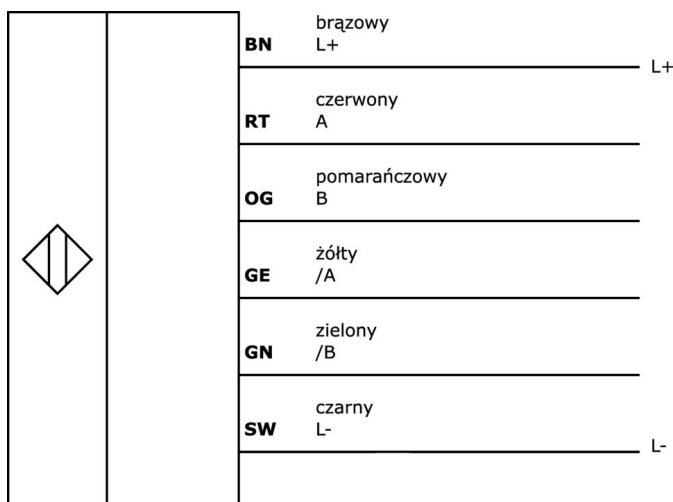 brązowy
BN L+
L+
czerwony
RT A
pomarańczowy
OG B
żółty
GE /A
zielony
GN /B
czarny
SW L-
L-